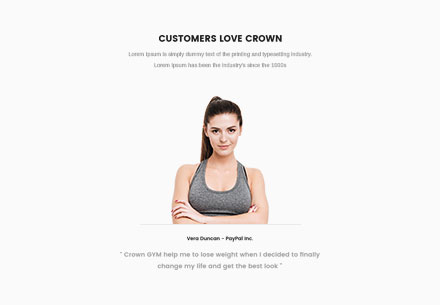 CUSTOMERS LOVE CROWN
Lorem Ipsum is simply dummy text of the printing and typesetting industry.
Lorem Ipsum has been the industry's since the 1500s
Vera Duncan - PayPal Inc.
" Crown GYM help me to lose weight when I decided to finally
change my life and get the best look "